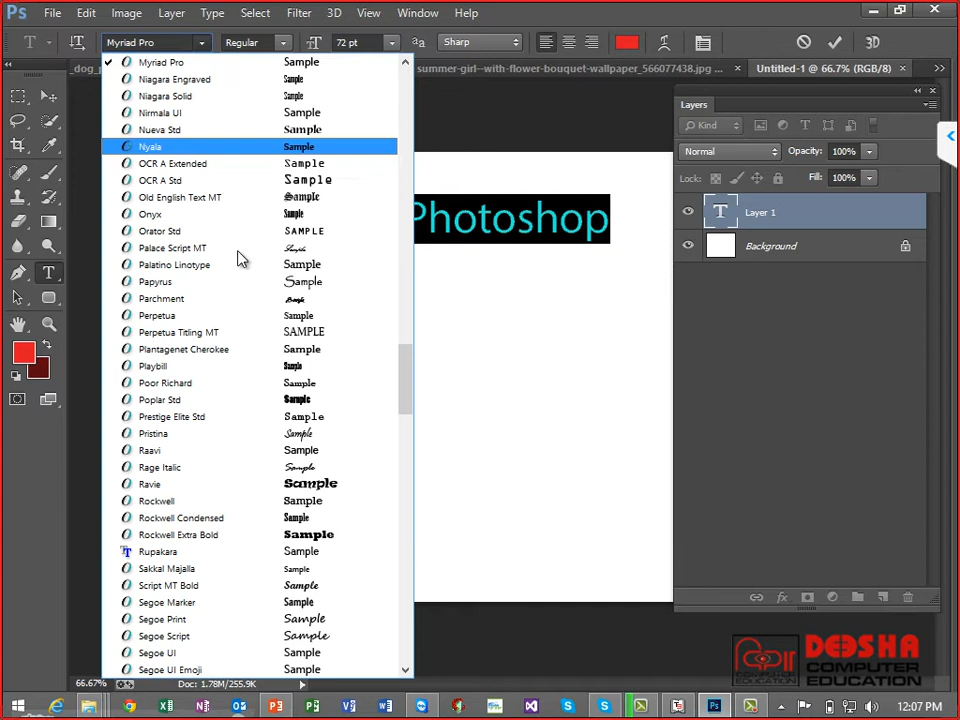 Ps File Edit Image Layer Type Select Filter 3D View Window Help
T Myriad Pro Regular 72 pt Sharp 3D
summer-girl--with-flower-bouquet-wallpaper_566077438.jpg ... × Untitled-1 @ 66.7% (RGB/8) ×
Myriad Pro Sample
Niagara Engraved Sample
Niagara Solid Sample
Nirmala UI Sample
Nueva Std Sample
Nyala Sample
OCR A Extended Sample
OCR A Std Sample
Old English Text MT Sample
Onyx Sample
Orator Std SAMPLE
Palace Script MT Sample
Palatino Linotype Sample
Papyrus Sample
Parchment
Perpetua Sample
Perpetua Titling MT SAMPLE
Plantagenet Cherokee Sample
Playbill Sample
Poor Richard Sample
Poplar Std Sample
Prestige Elite Std Sample
Pristina Sample
Raavi Sample
Rage Italic Sample
Ravie Sample
Rockwell Sample
Rockwell Condensed Sample
Rockwell Extra Bold Sample
Rupakara Sample
Sakkal Majalla Sample
Script MT Bold Sample
Segoe Marker Sample
Segoe Print Sample
Segoe Script Sample
Segoe UI Sample
Segoe UI Emoji Sample
Photoshop
Layers
Kind
Normal Opacity: 100%
Lock: Fill: 100%
T Layer 1
Background
66.67% Doc: 1.78M/255.9K
DEOSHA
COMPUTER
EDUCATION
12:07 PM